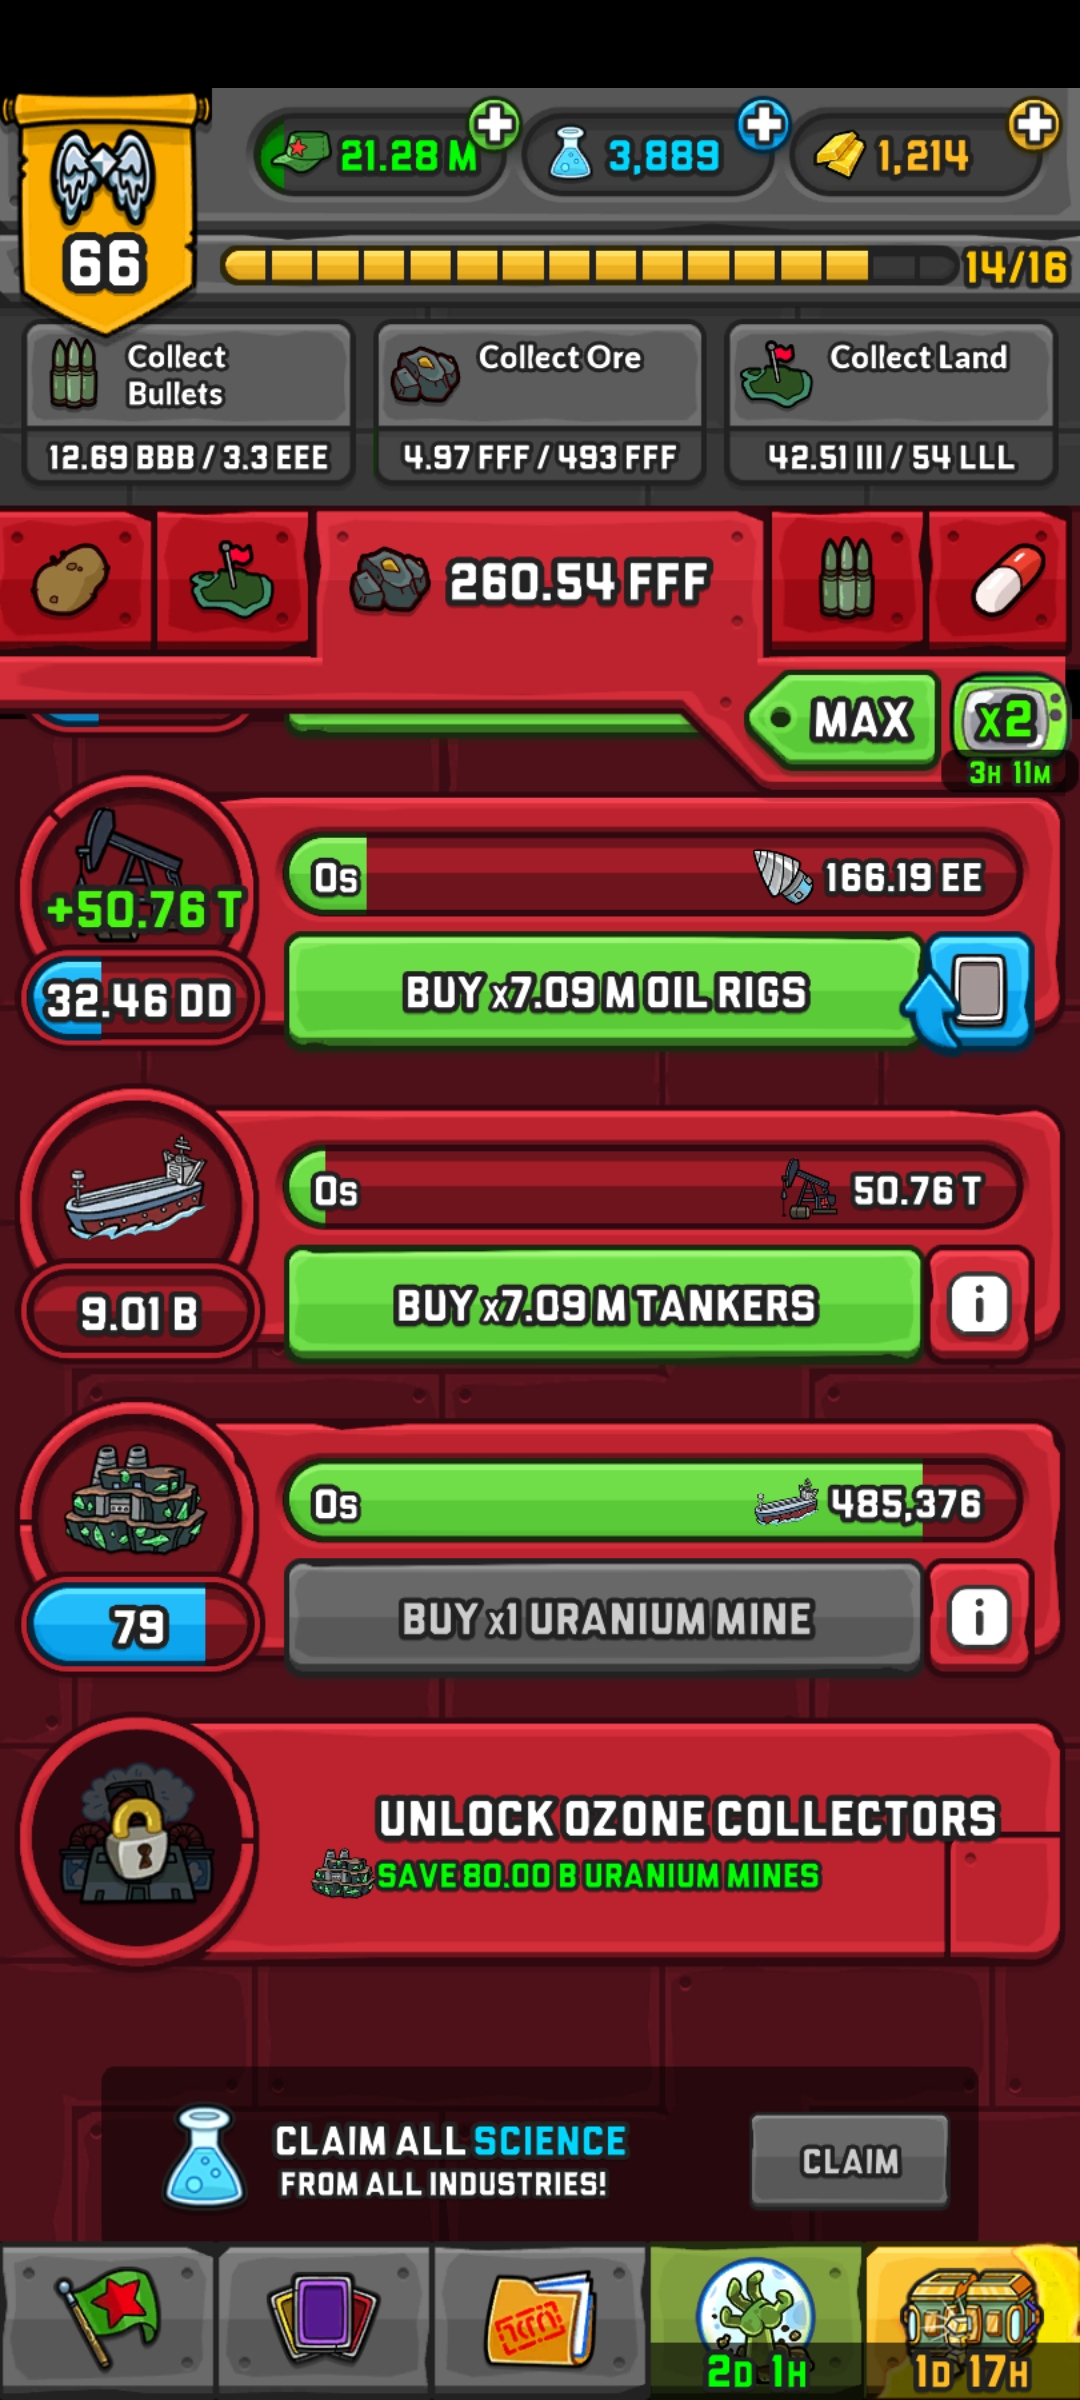 21.28 M
3,889
1,214
66
14/16
Collect
Bullets
12.69 BBB / 3.3 EEE
Collect Ore
4.97 FFF / 493 FFF
Collect Land
42.51 III / 54 LLL
260.54 FFF
MAX
x2
3H 11M
0s
166.19 EE
+50.76 T
32.46 DD
BUY x7.09 M OIL RIGS
0s
50.76 T
9.01 B
BUY x7.09 M TANKERS
i
0s
485,376
79
BUY x1 URANIUM MINE
i
UNLOCK OZONE COLLECTORS
SAVE 80.00 B URANIUM MINES
CLAIM ALL SCIENCE
FROM ALL INDUSTRIES!
CLAIM
2D 1H
1D 17H